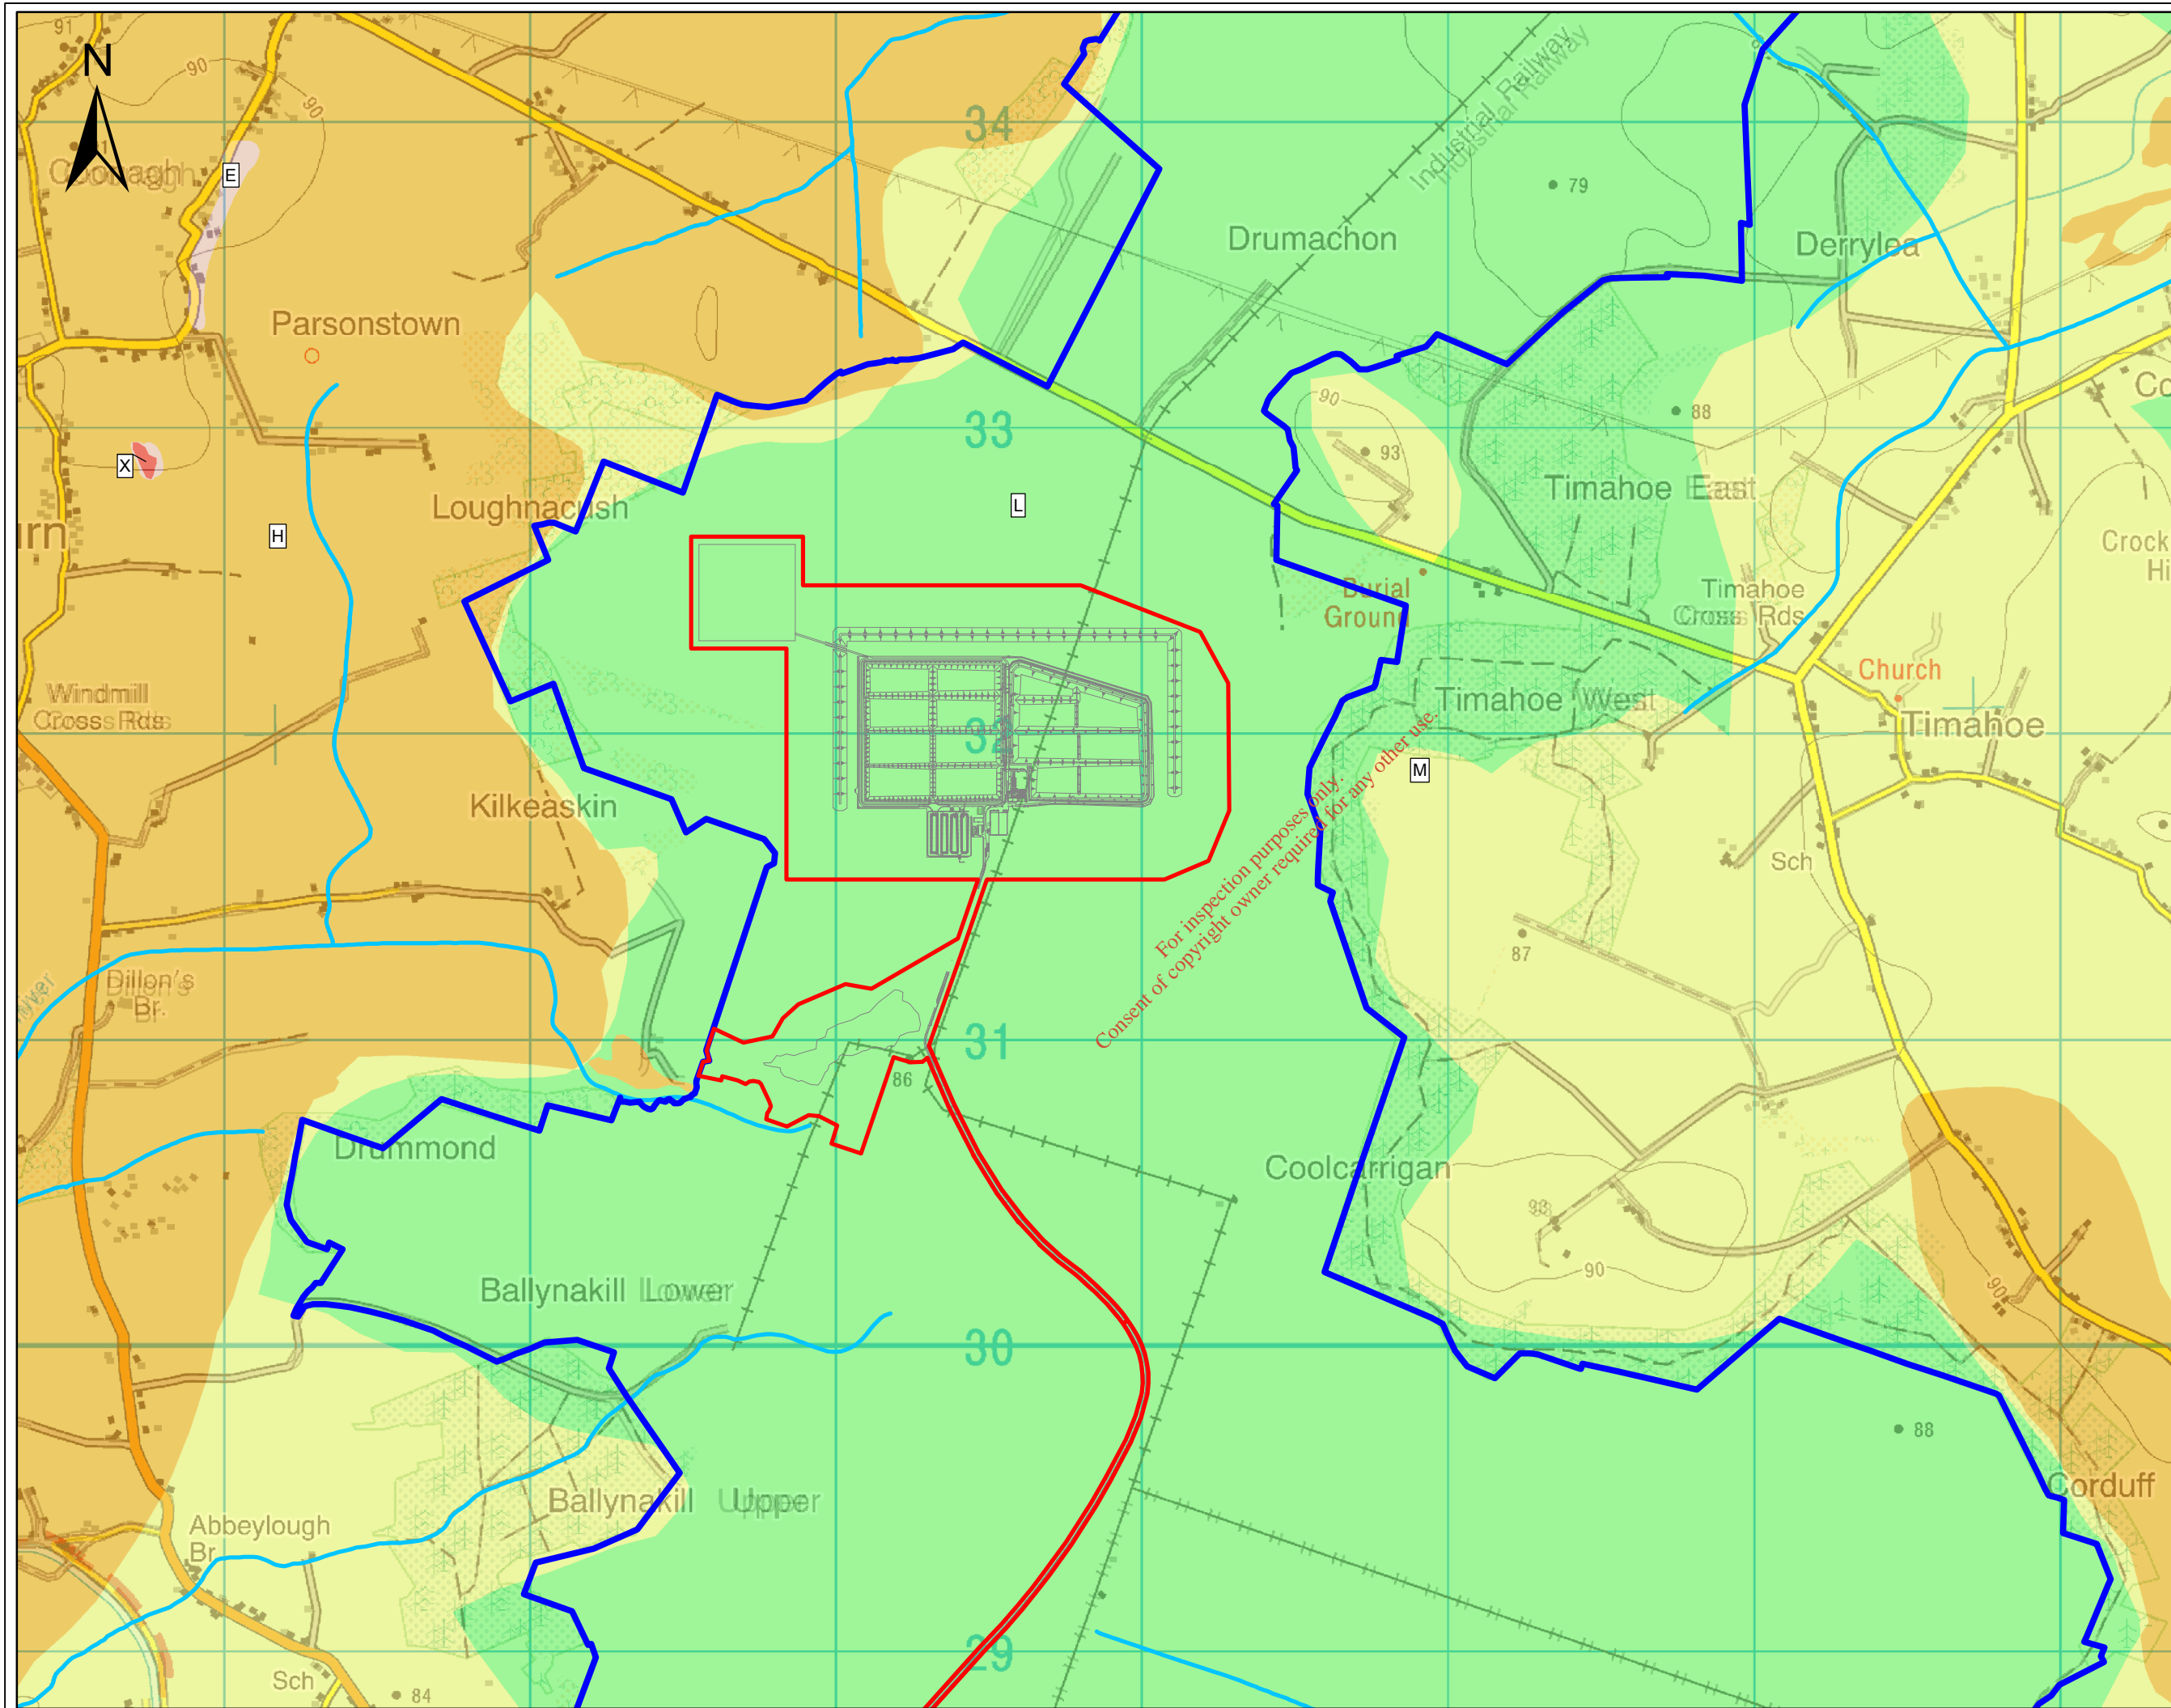 91
N
90
90
34
Industrial Railway
79
Coonagh
E
Drumachon
Derrylea
Parsonstown
33
90
88
93
X
Timahoe East
Loughnacush
L
urn
H
Crock
Hi
Burial
Ground
Timahoe
Cross Rds
Church
Windmill
Cross Rds
Timahoe West
Timahoe
32
M
Kilkeaskin
For inspection purposes only.
Consent of copyright owner required for any other use.
Sch
87
Dillon's
Br.
31
86
Drummond
Coolcarrigan
93
90
90
Ballynakill Lower
30
88
Corduff
Ballynakill Upper
Abbeylough
Br
29
Sch
84